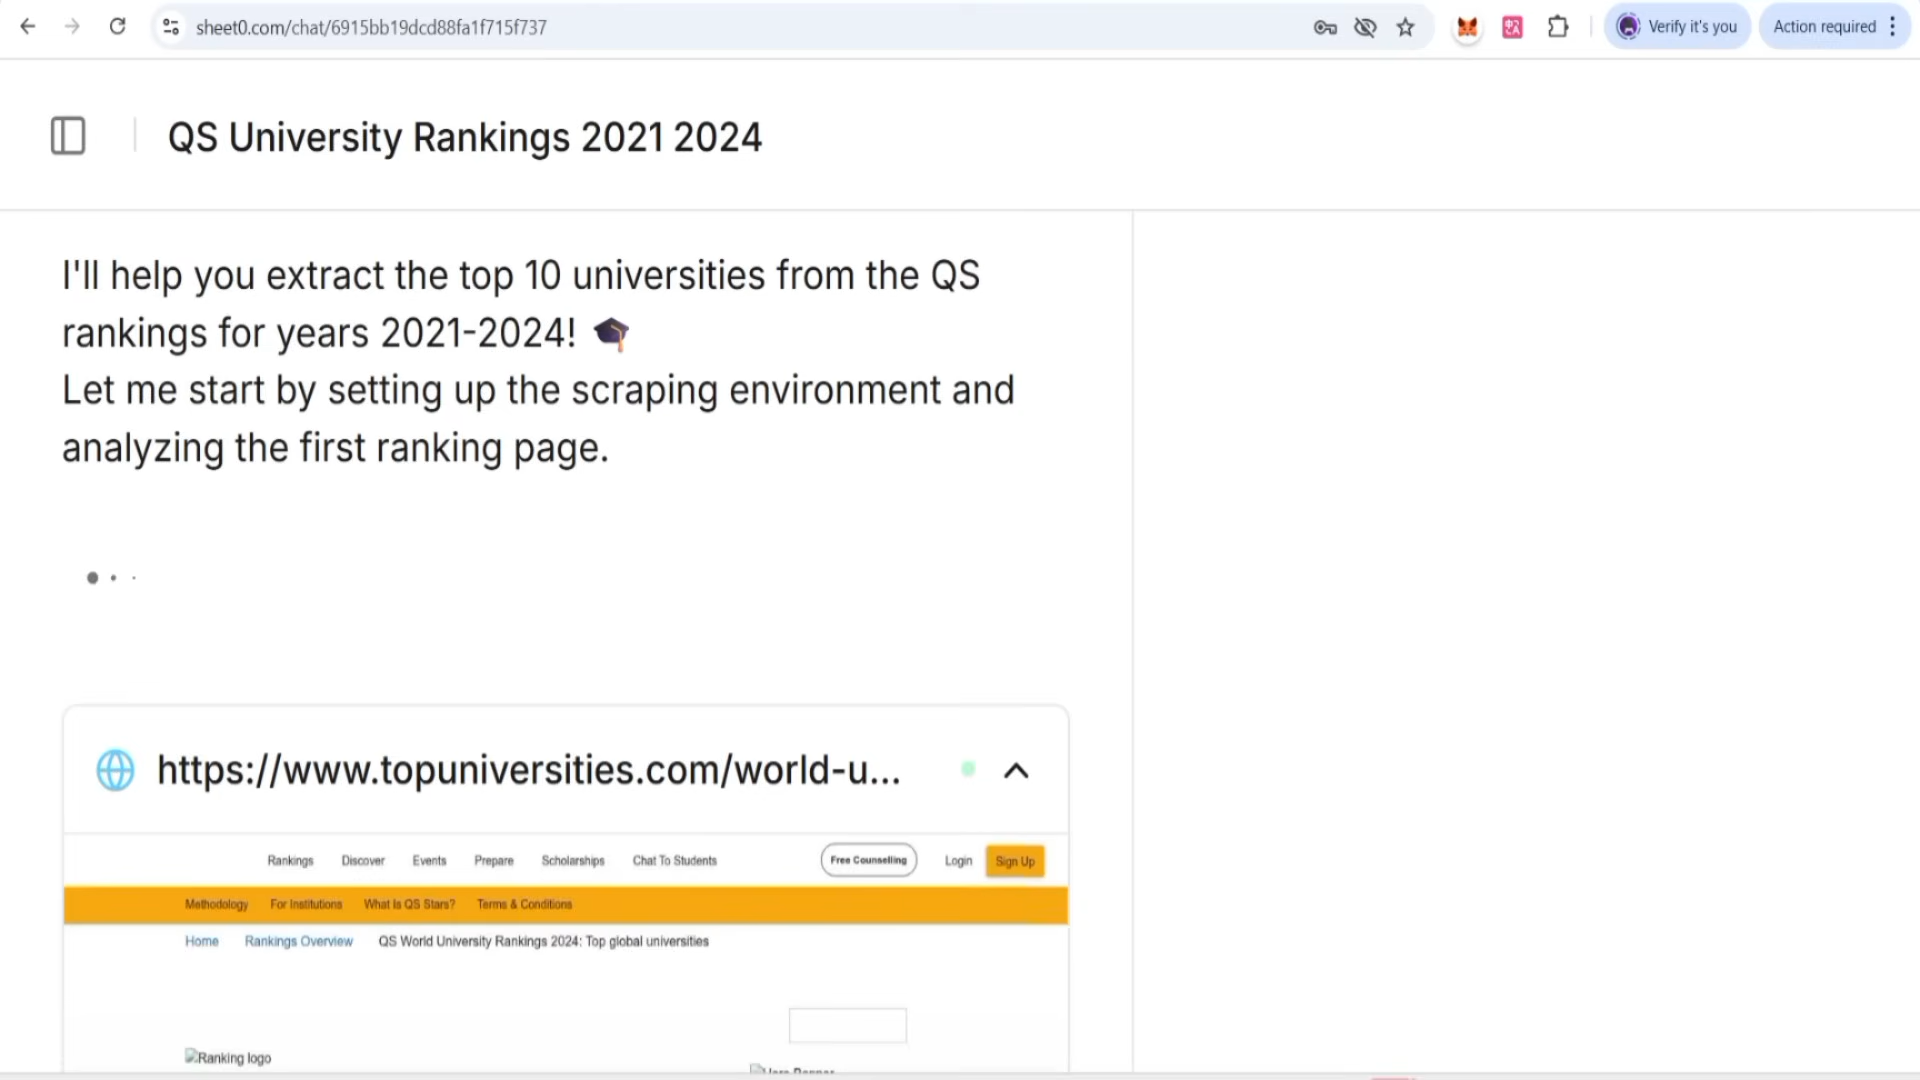 sheet0.com/chat/6915bb19dcd88fa1f715f737
Verify it's you
Action required
QS University Rankings 2021 2024
I'll help you extract the top 10 universities from the QS
rankings for years 2021-2024! 🎓
Let me start by setting up the scraping environment and
analyzing the first ranking page.
https://www.topuniversities.com/world-u...
Rankings Discover Events Prepare Scholarships Chat To Students Free Counselling Login Sign Up
Methodology For Institutions What Is QS Stars? Terms & Conditions
Home Rankings Overview QS World University Rankings 2024: Top global universities
Ranking logo